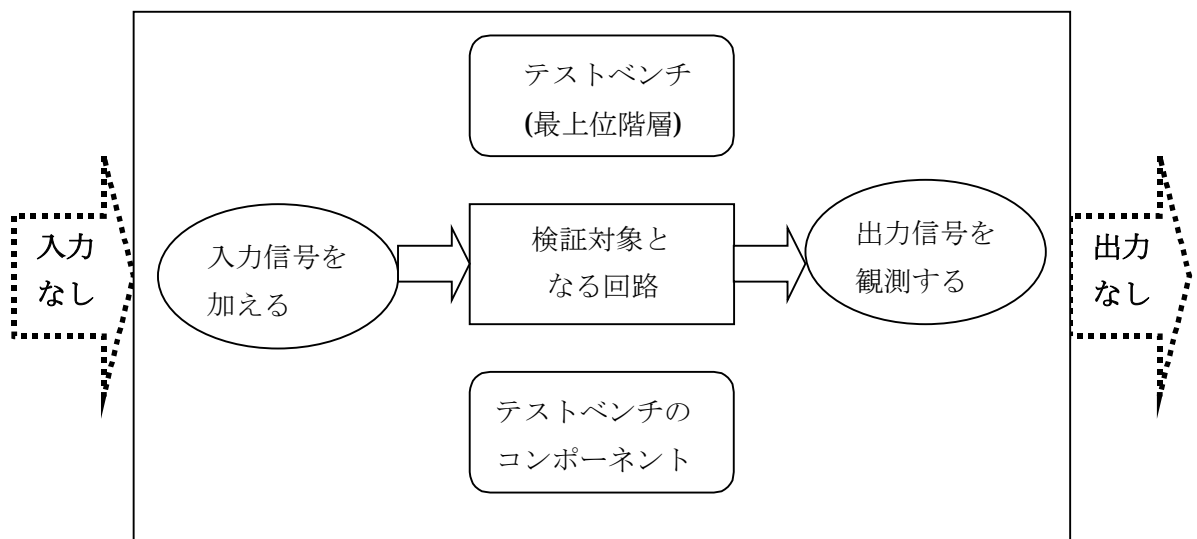 テストベンチ
(最上位階層)
入力
なし
入力信号を
加える
検証対象と
なる回路
出力信号を
観測する
出力
なし
テストベンチの
コンポーネント